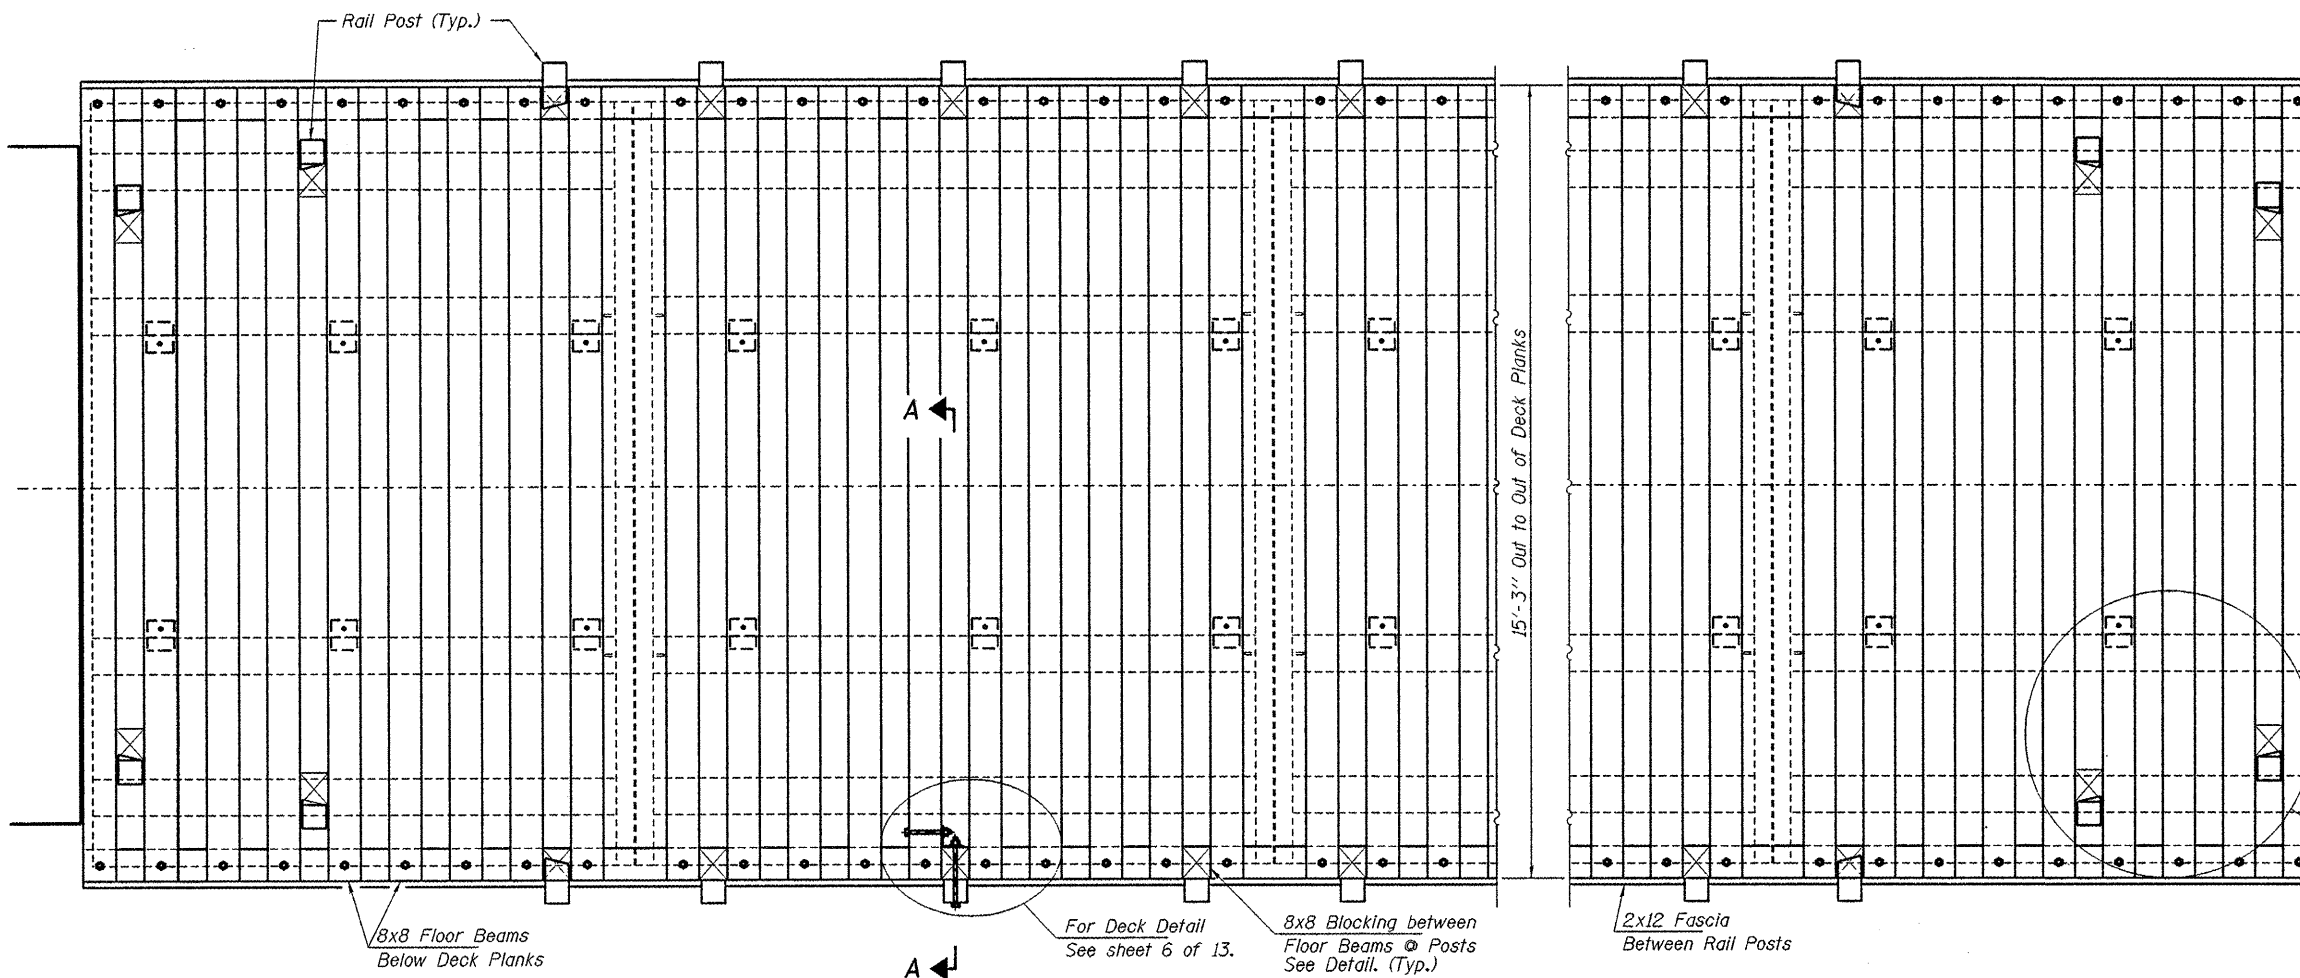 Rail Post (Typ.)
A
15'-3" Out to Out of Deck Planks
8x8 Floor Beams
Below Deck Planks
For Deck Detail
See sheet 6 of 13.
8x8 Blocking between
Floor Beams @ Posts
See Detail. (Typ.)
2x12 Fascia
Between Rail Posts
A